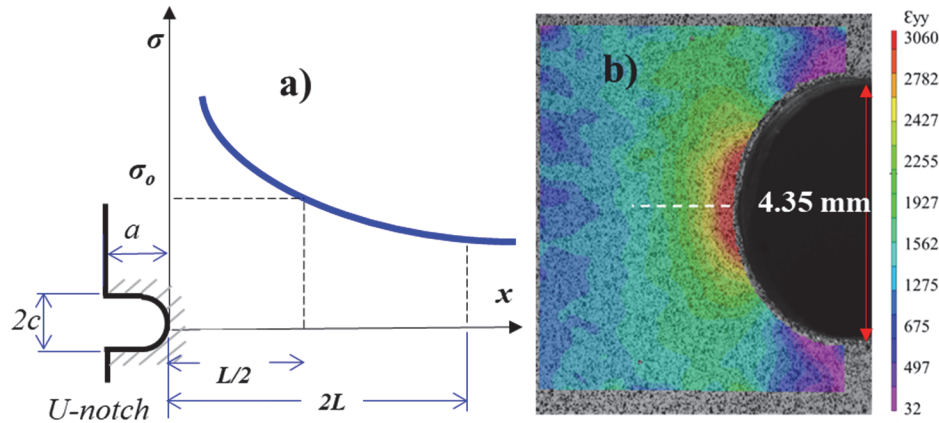 σ
a)
σo
a
2c
x
L/2
2L
U-notch
b)
4.35 mm
εyy
3060
2782
2427
2255
1927
1562
1275
887
675
497
32